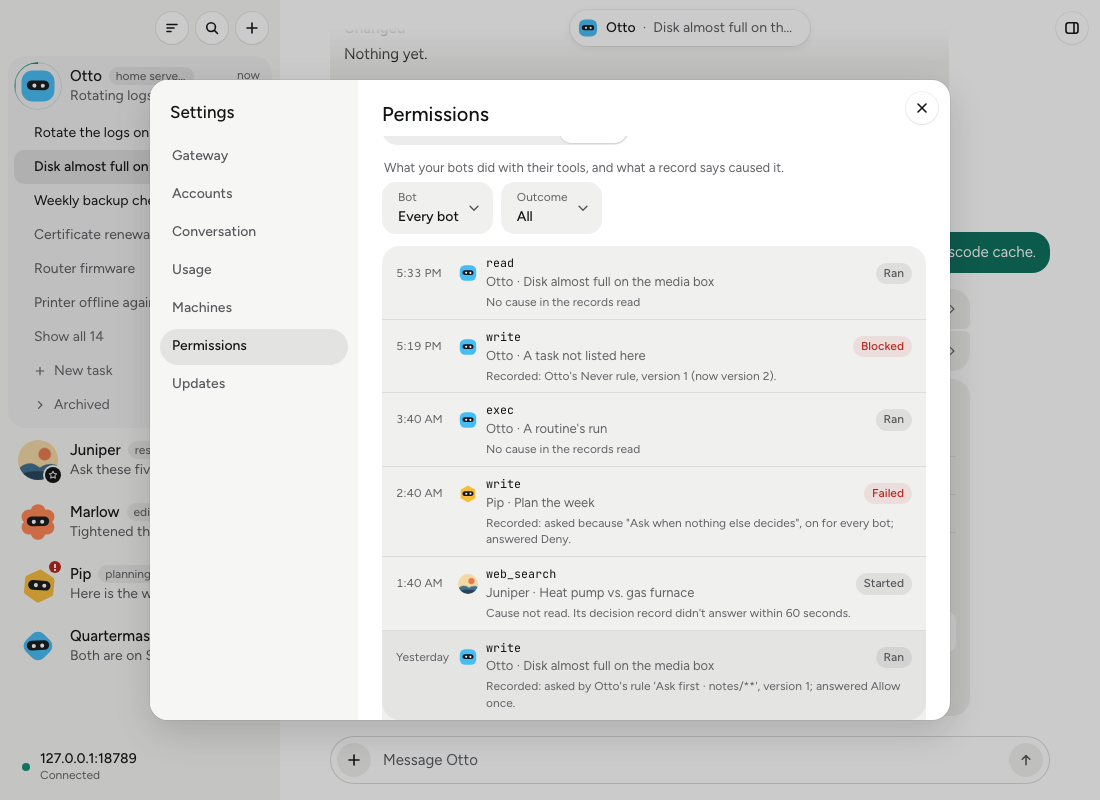 Changed
Otto · Disk almost full on th…
Nothing yet.
Otto
home serve…
now
Rotating logs
Rotate the logs on
Disk almost full on
Weekly backup che
Certificate renewa
Router firmware
Printer offline agai
Show all 14
New task
Archived
Juniper
res
Ask these fiv
Marlow
edi
Tightened th
Pip
planning
Here is the w
Quartermas
Both are on S
127.0.0.1:18789
Connected
scode cache.
Message Otto
Settings
Gateway
Accounts
Conversation
Usage
Machines
Permissions
Updates
Permissions
What your bots did with their tools, and what a record says caused it.
Bot
Every bot
Outcome
All
5:33 PM
read
Otto · Disk almost full on the media box
No cause in the records read
Ran
5:19 PM
write
Otto · A task not listed here
Recorded: Otto's Never rule, version 1 (now version 2).
Blocked
3:40 AM
exec
Otto · A routine's run
No cause in the records read
Ran
2:40 AM
write
Pip · Plan the week
Recorded: asked because "Ask when nothing else decides", on for every bot;
answered Deny.
Failed
1:40 AM
web_search
Juniper · Heat pump vs. gas furnace
Cause not read. Its decision record didn't answer within 60 seconds.
Started
Yesterday
write
Otto · Disk almost full on the media box
Recorded: asked by Otto's rule 'Ask first · notes/**', version 1; answered Allow
once.
Ran